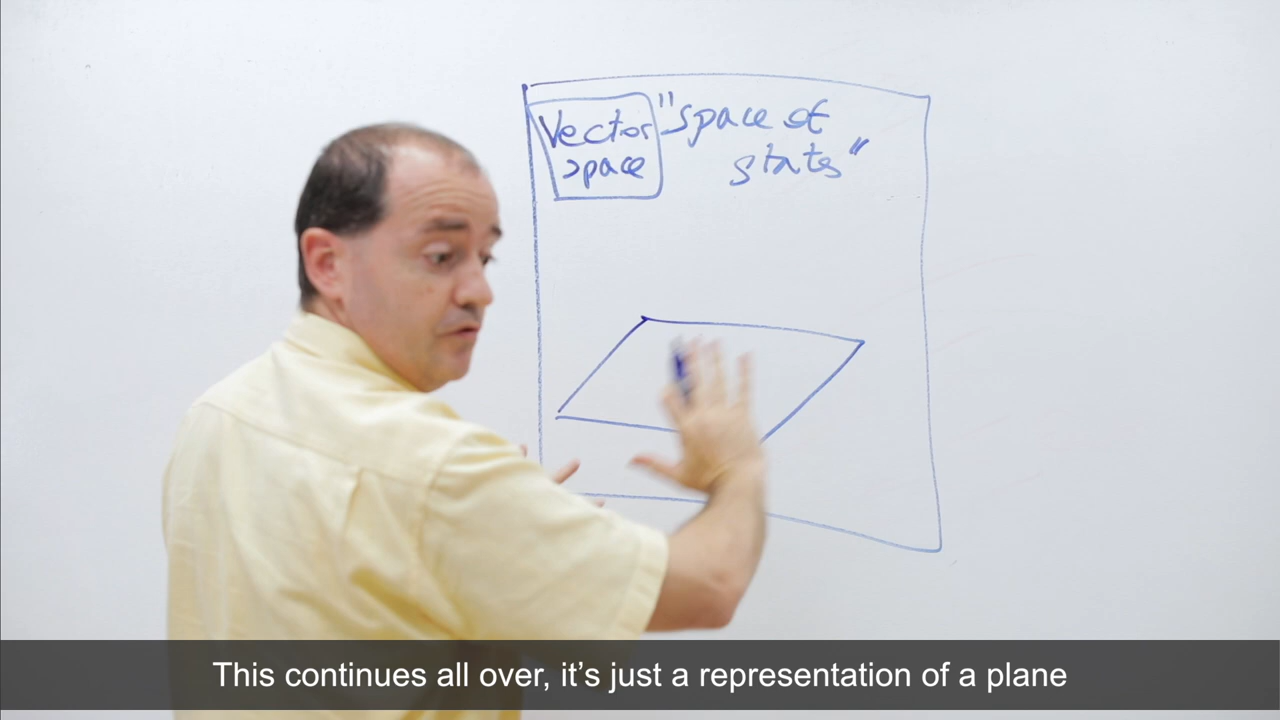 Vector
space
"space of
states"
This continues all over, it’s just a representation of a plane